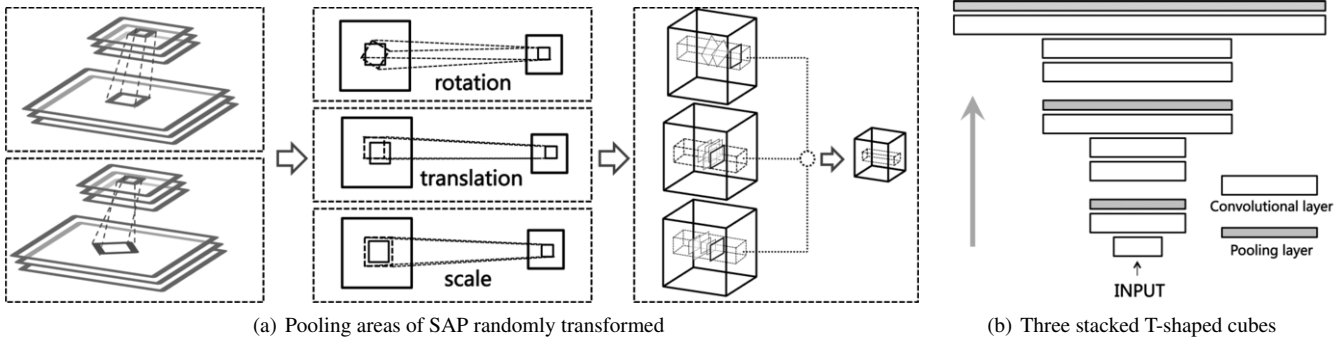 rotation
translation
scale
(a) Pooling areas of SAP randomly transformed
Convolutional layer
Pooling layer
INPUT
(b) Three stacked T-shaped cubes